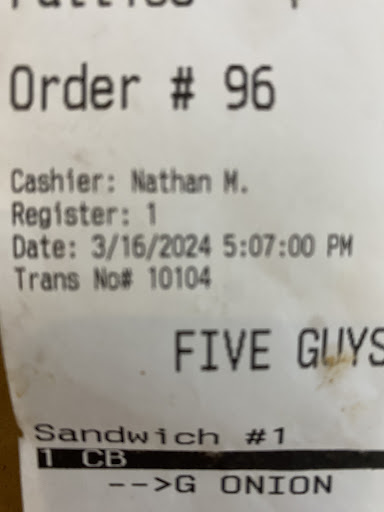 Order # 96
Cashier: Nathan M.
Register: 1
Date: 3/16/2024 5:07:00 PM
Trans No# 10104
FIVE GUYS
Sandwich #1
1 CB
-->G ONION